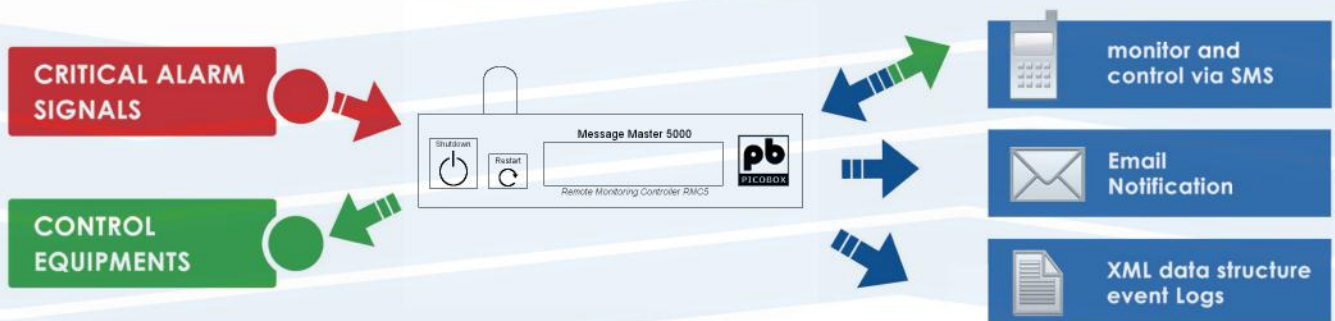 CRITICAL ALARM
SIGNALS
CONTROL
EQUIPMENTS
Message Master 5000
Shutdown
Restart
pb
PICOBOX
Remote Monitoring Controller RMC5
monitor and
control via SMS
Email
Notification
XML data structure
event Logs